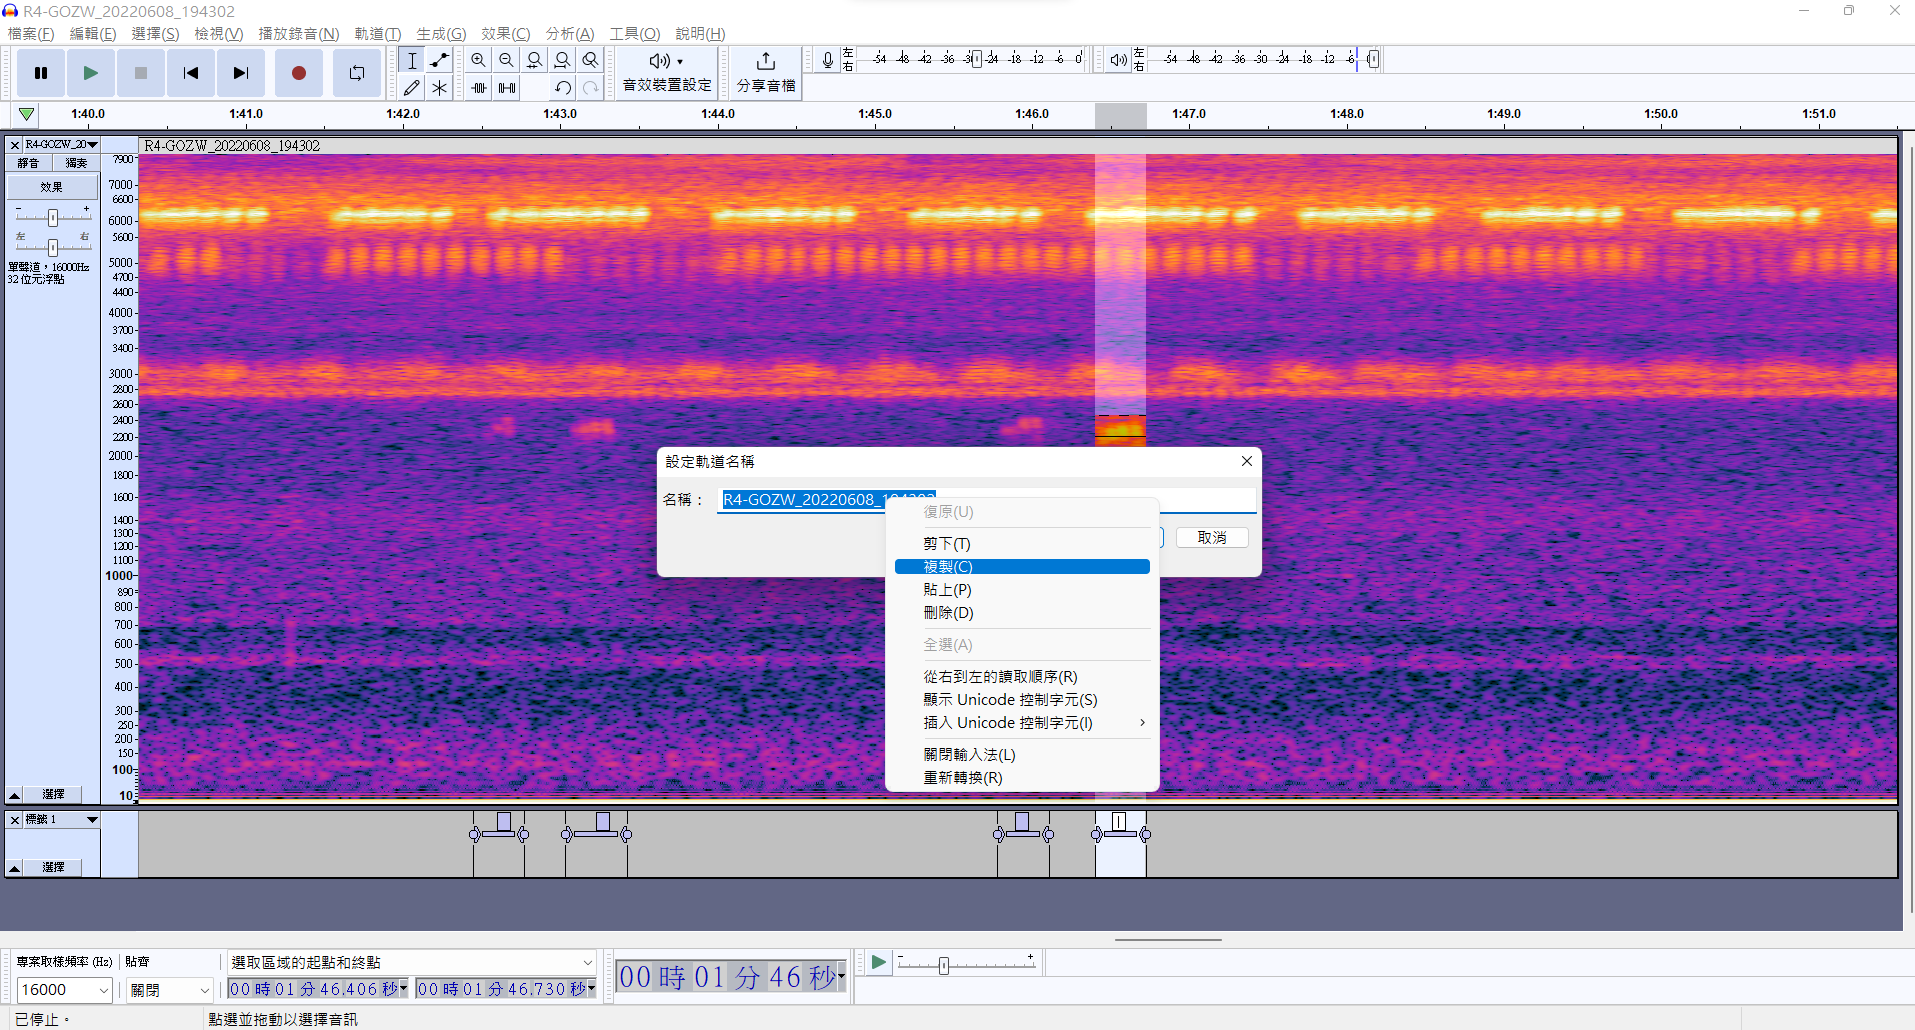 R4-GOZW_20220608_194302
檔案(F) 編輯(E) 選擇(S) 檢視(V) 播放錄音(N) 軌道(T) 生成(G) 效果(C) 分析(A) 工具(O) 說明(H)
音效裝置設定
分享音檔
左
右
-54 -48 -42 -36 -30 -24 -18 -12 -6 0
左
右
-54 -48 -42 -36 -30 -24 -18 -12 -6 0
1:40.0 1:41.0 1:42.0 1:43.0 1:44.0 1:45.0 1:46.0 1:47.0 1:48.0 1:49.0 1:50.0 1:51.0
R4-GOZW_20
R4-GOZW_20220608_194302
靜音 獨奏
效果
- +
左 右
單聲道，16000Hz
32 位元浮點
7900
7000
6600
6000
5600
5000
4700
4400
4000
3700
3400
3000
2800
2600
2400
2200
2000
1800
1600
1400
1300
1200
1100
1000
890
800
700
600
500
400
300
250
200
150
100
10
選擇
設定軌道名稱
名稱：
R4-GOZW_20220608_194302
取消
復原(U)
剪下(T)
複製(C)
貼上(P)
刪除(D)
全選(A)
從右到左的讀取順序(R)
顯示 Unicode 控制字元(S)
插入 Unicode 控制字元(I)
關閉輸入法(L)
重新轉換(R)
標籤 1
選擇
專案取樣頻率 (Hz) 貼齊 選取區域的起點和終點
16000 關閉 00 時 01 分 46.406 秒 00 時 01 分 46.730 秒
00 時 01 分 46 秒
- +
已停止。
點選並拖動以選擇音訊